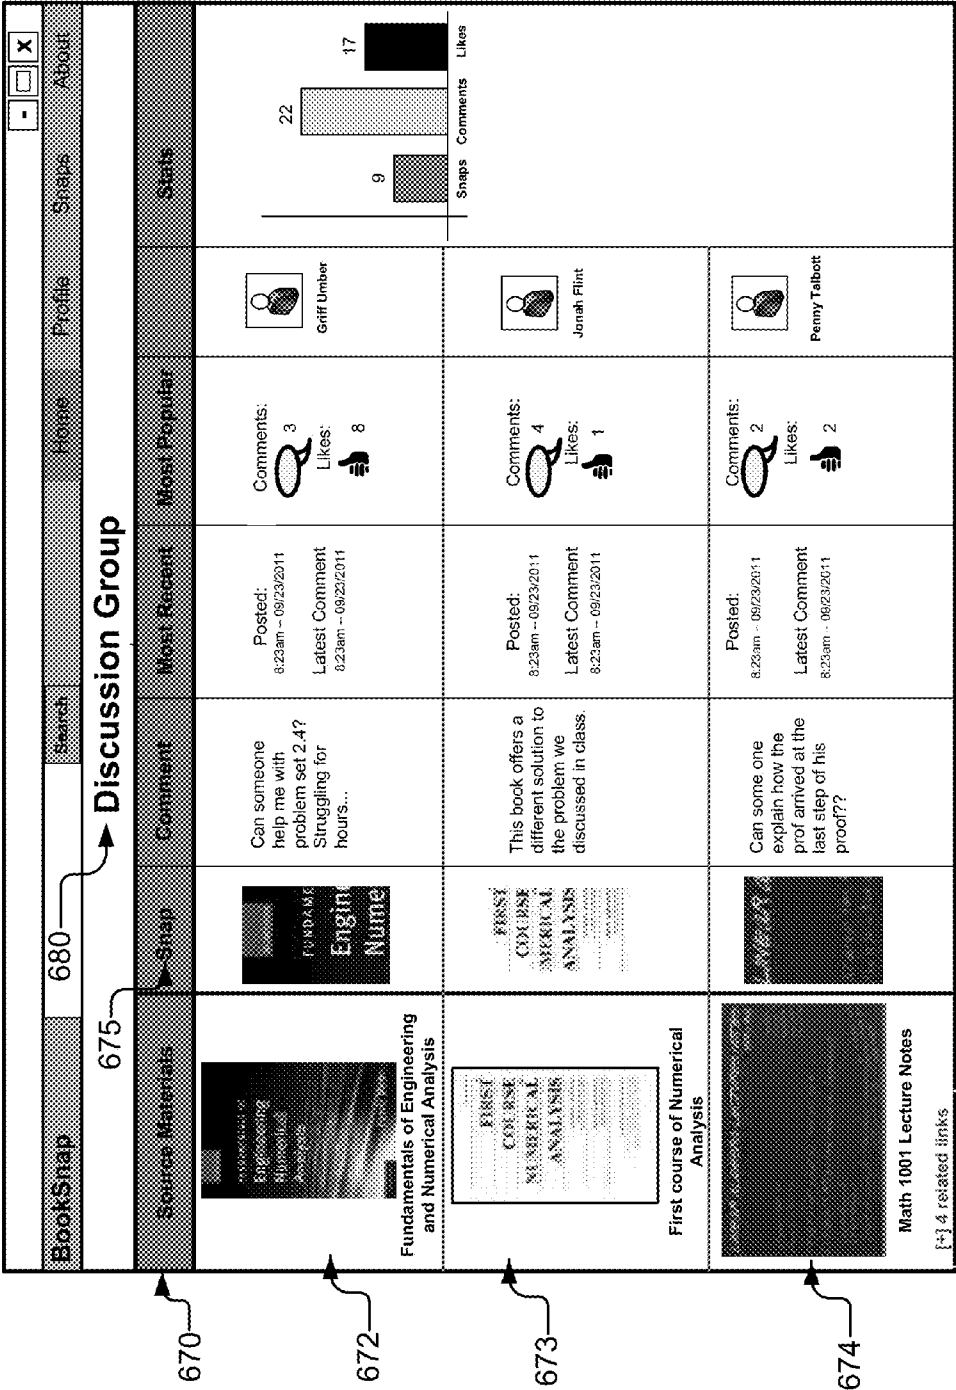 BookSnap
Search
Home
Profile
Snaps
About
- X
680
Discussion Group
675
670
Source Materials
Snap
Comment
Most Recent
Most Popular
Stats
672
Fundamentals of Engineering
and Numerical Analysis
FUNDAME
Engine
Nume
Can someone
help me with
problem set 2.4?
Struggling for
hours...
Posted:
8:23am -- 09/23/2011
Latest Comment
8:23am -- 09/23/2011
Comments:
3
Likes:
8
Griff Umber
9
22
17
Snaps
Comments
Likes
673
FIRST
COURSE
NUMERICAL
ANALYSIS
First course of Numerical
Analysis
FIRST
COURSE
MERICAL
ANALYSIS
This book offers a
different solution to
the problem we
discussed in class.
Posted:
8:23am -- 09/23/2011
Latest Comment
8:23am -- 09/23/2011
Comments:
4
Likes:
1
Jonah Flint
674
Math 1001 Lecture Notes
[+] 4 related links
Can some one
explain how the
prof arrived at the
last step of his
proof??
Posted:
8:23am -- 09/23/2011
Latest Comment
8:23am -- 09/23/2011
Comments:
2
Likes:
2
Penny Talbott